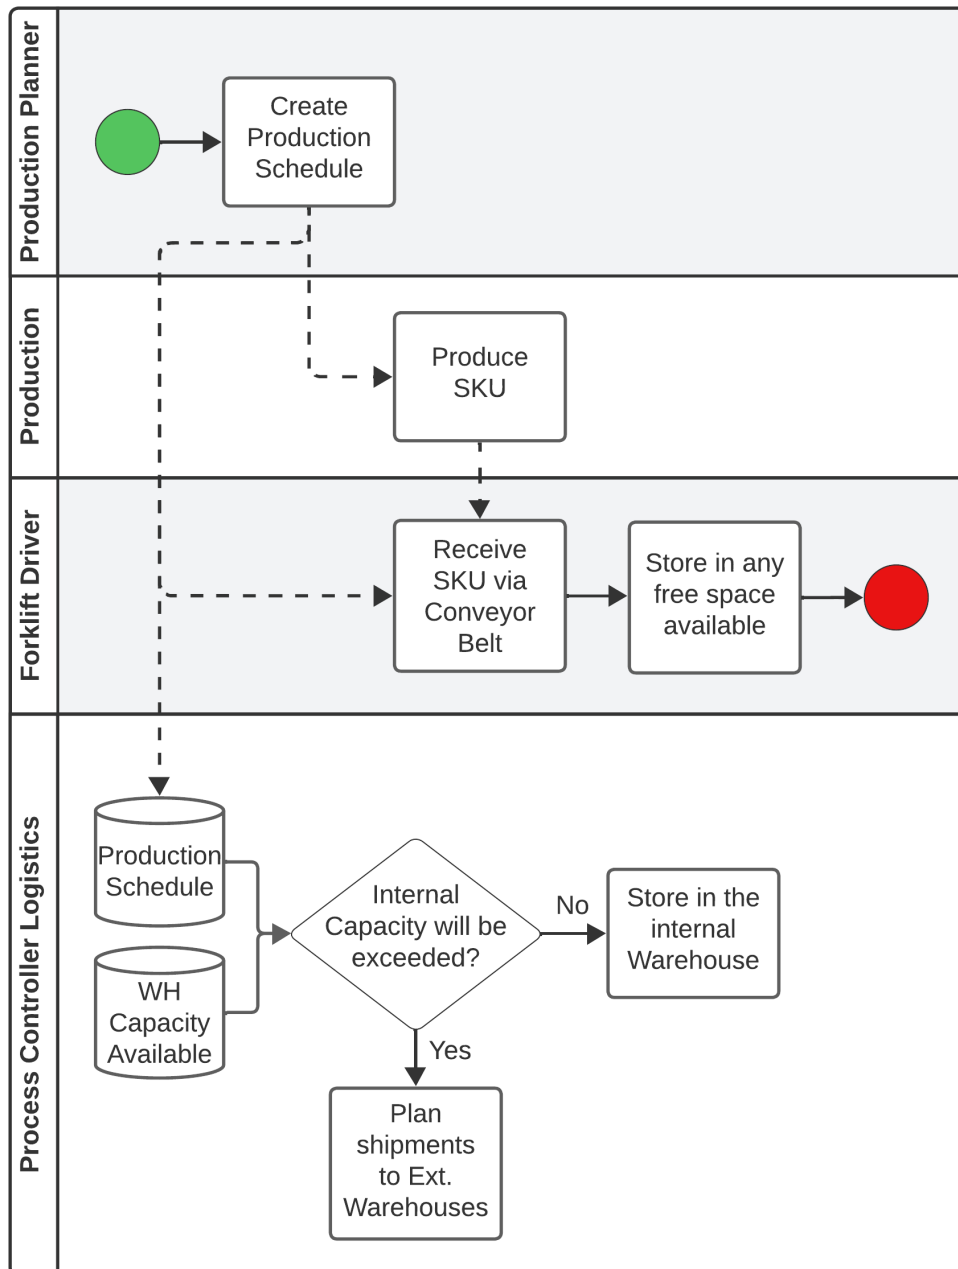 Production Planner
Create
Production
Schedule
Production
Produce
SKU
Forklift Driver
Receive
SKU via
Conveyor
Belt
Store in any
free space
available
Process Controller Logistics
Production
Schedule
WH
Capacity
Available
Internal
Capacity will be
exceeded?
No
Store in the
internal
Warehouse
Yes
Plan
shipments
to Ext.
Warehouses